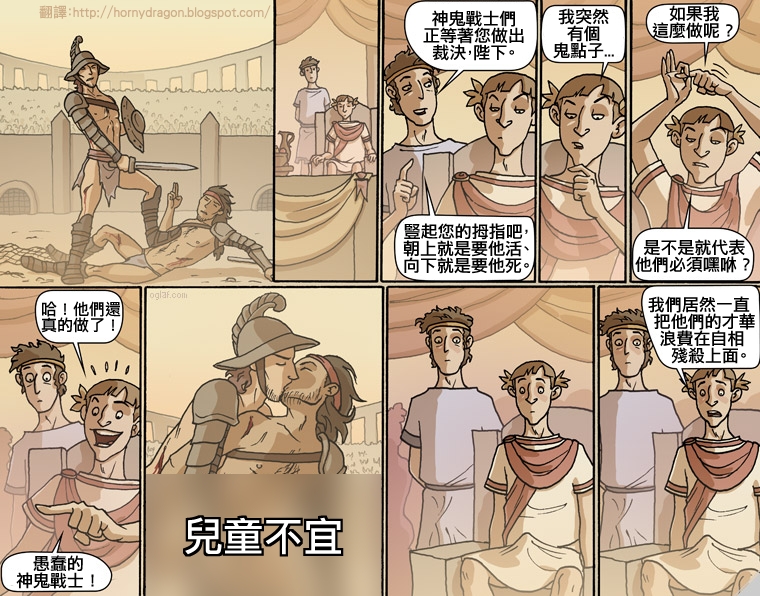 翻譯:http://hornydragon.blogspot.com/
神鬼戰士們
正等著您做出
裁決,陛下。
豎起您的拇指吧,
朝上就是要他活、
向下就是要他死。
我突然
有個
鬼點子...
如果我
這麼做呢?
是不是就代表
他們必須嘿咻?
哈!他們還
真的做了!
愚蠢的
神鬼戰士!
oglaf.com
兒童不宜
我們居然一直
把他們的才華
浪費在自相
殘殺上面。